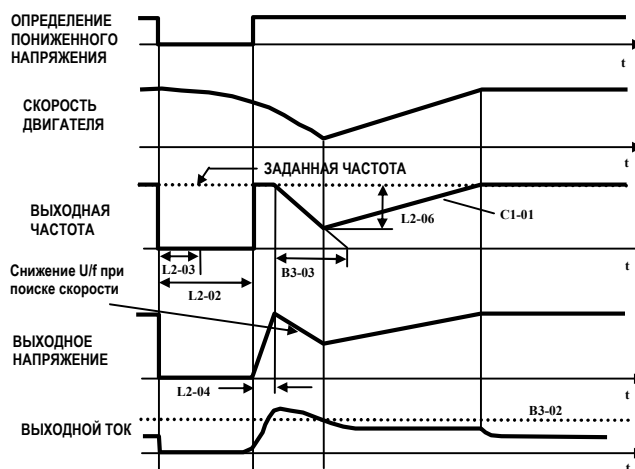 ОПРЕДЕЛЕНИЕ
ПОНИЖЕННОГО
НАПРЯЖЕНИЯ
t
СКОРОСТЬ
ДВИГАТЕЛЯ
t
ЗАДАННАЯ ЧАСТОТА
ВЫХОДНАЯ
ЧАСТОТА
L2-06
C1-01
L2-03
B3-03
t
L2-02
Снижение U/f при
поиске скорости
ВЫХОДНОЕ
НАПРЯЖЕНИЕ
t
L2-04
B3-02
ВЫХОДНОЙ ТОК
t